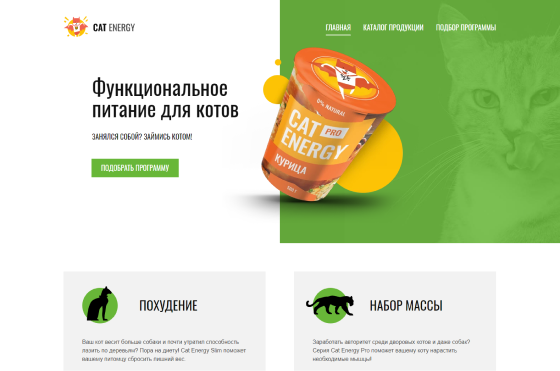 CAT ENERGY
ГЛАВНАЯ КАТАЛОГ ПРОДУКЦИИ ПОДБОР ПРОГРАММЫ
Функциональное
питание для котов
ЗАНЯЛСЯ СОБОЙ? ЗАЙМИСЬ КОТОМ!
ПОДОБРАТЬ ПРОГРАММУ
0% NATURAL
CAT PRO
ENERGY
КУРИЦА
500 г
ПОХУДЕНИЕ
Ваш кот весит больше собаки и почти утратил способность
лазить по деревьям? Пора на диету! Cat Energy Slim поможет
вашему питомцу сбросить лишний вес.
НАБОР МАССЫ
Заработать авторитет среди дворовых котов и даже собак?
Серия Cat Energy Pro поможет вашему коту нарастить
необходимые мышцы!